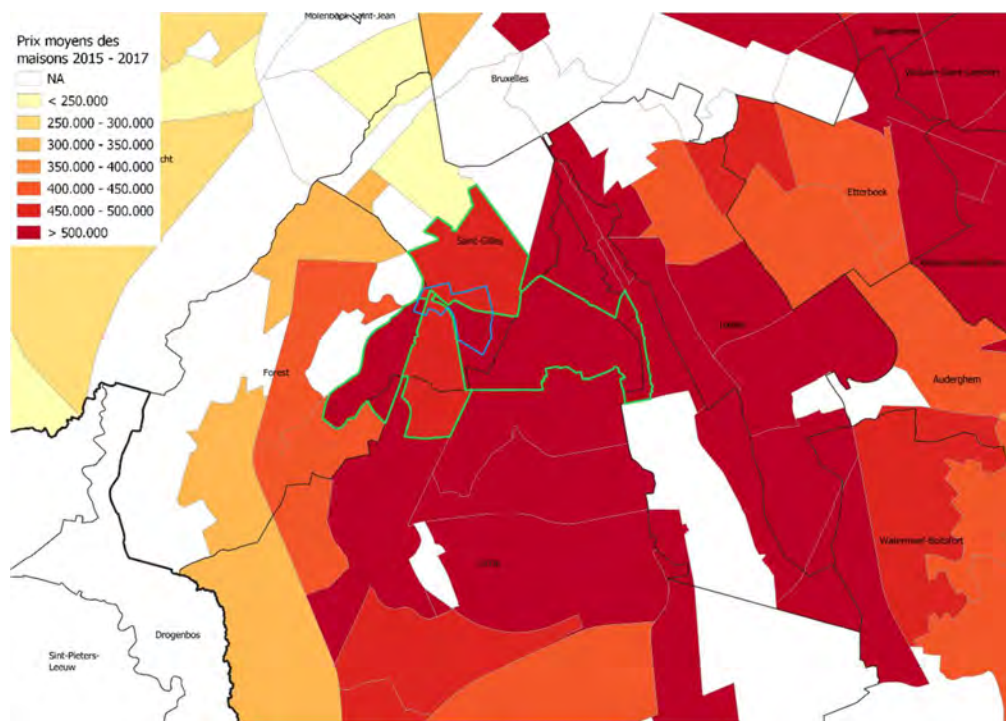 Molenbeek-Saint-Jean
Prix moyens des
maisons 2015 - 2017
NA
< 250.000
250.000 - 300.000
300.000 - 350.000
350.000 - 400.000
400.000 - 450.000
450.000 - 500.000
> 500.000
Bruxelles
cht
Etterbeek
Saint-Gilles
Forest
Auderghem
Watermael-Boitsfort
Drogenbos
Sint-Pieters-
Leeuw